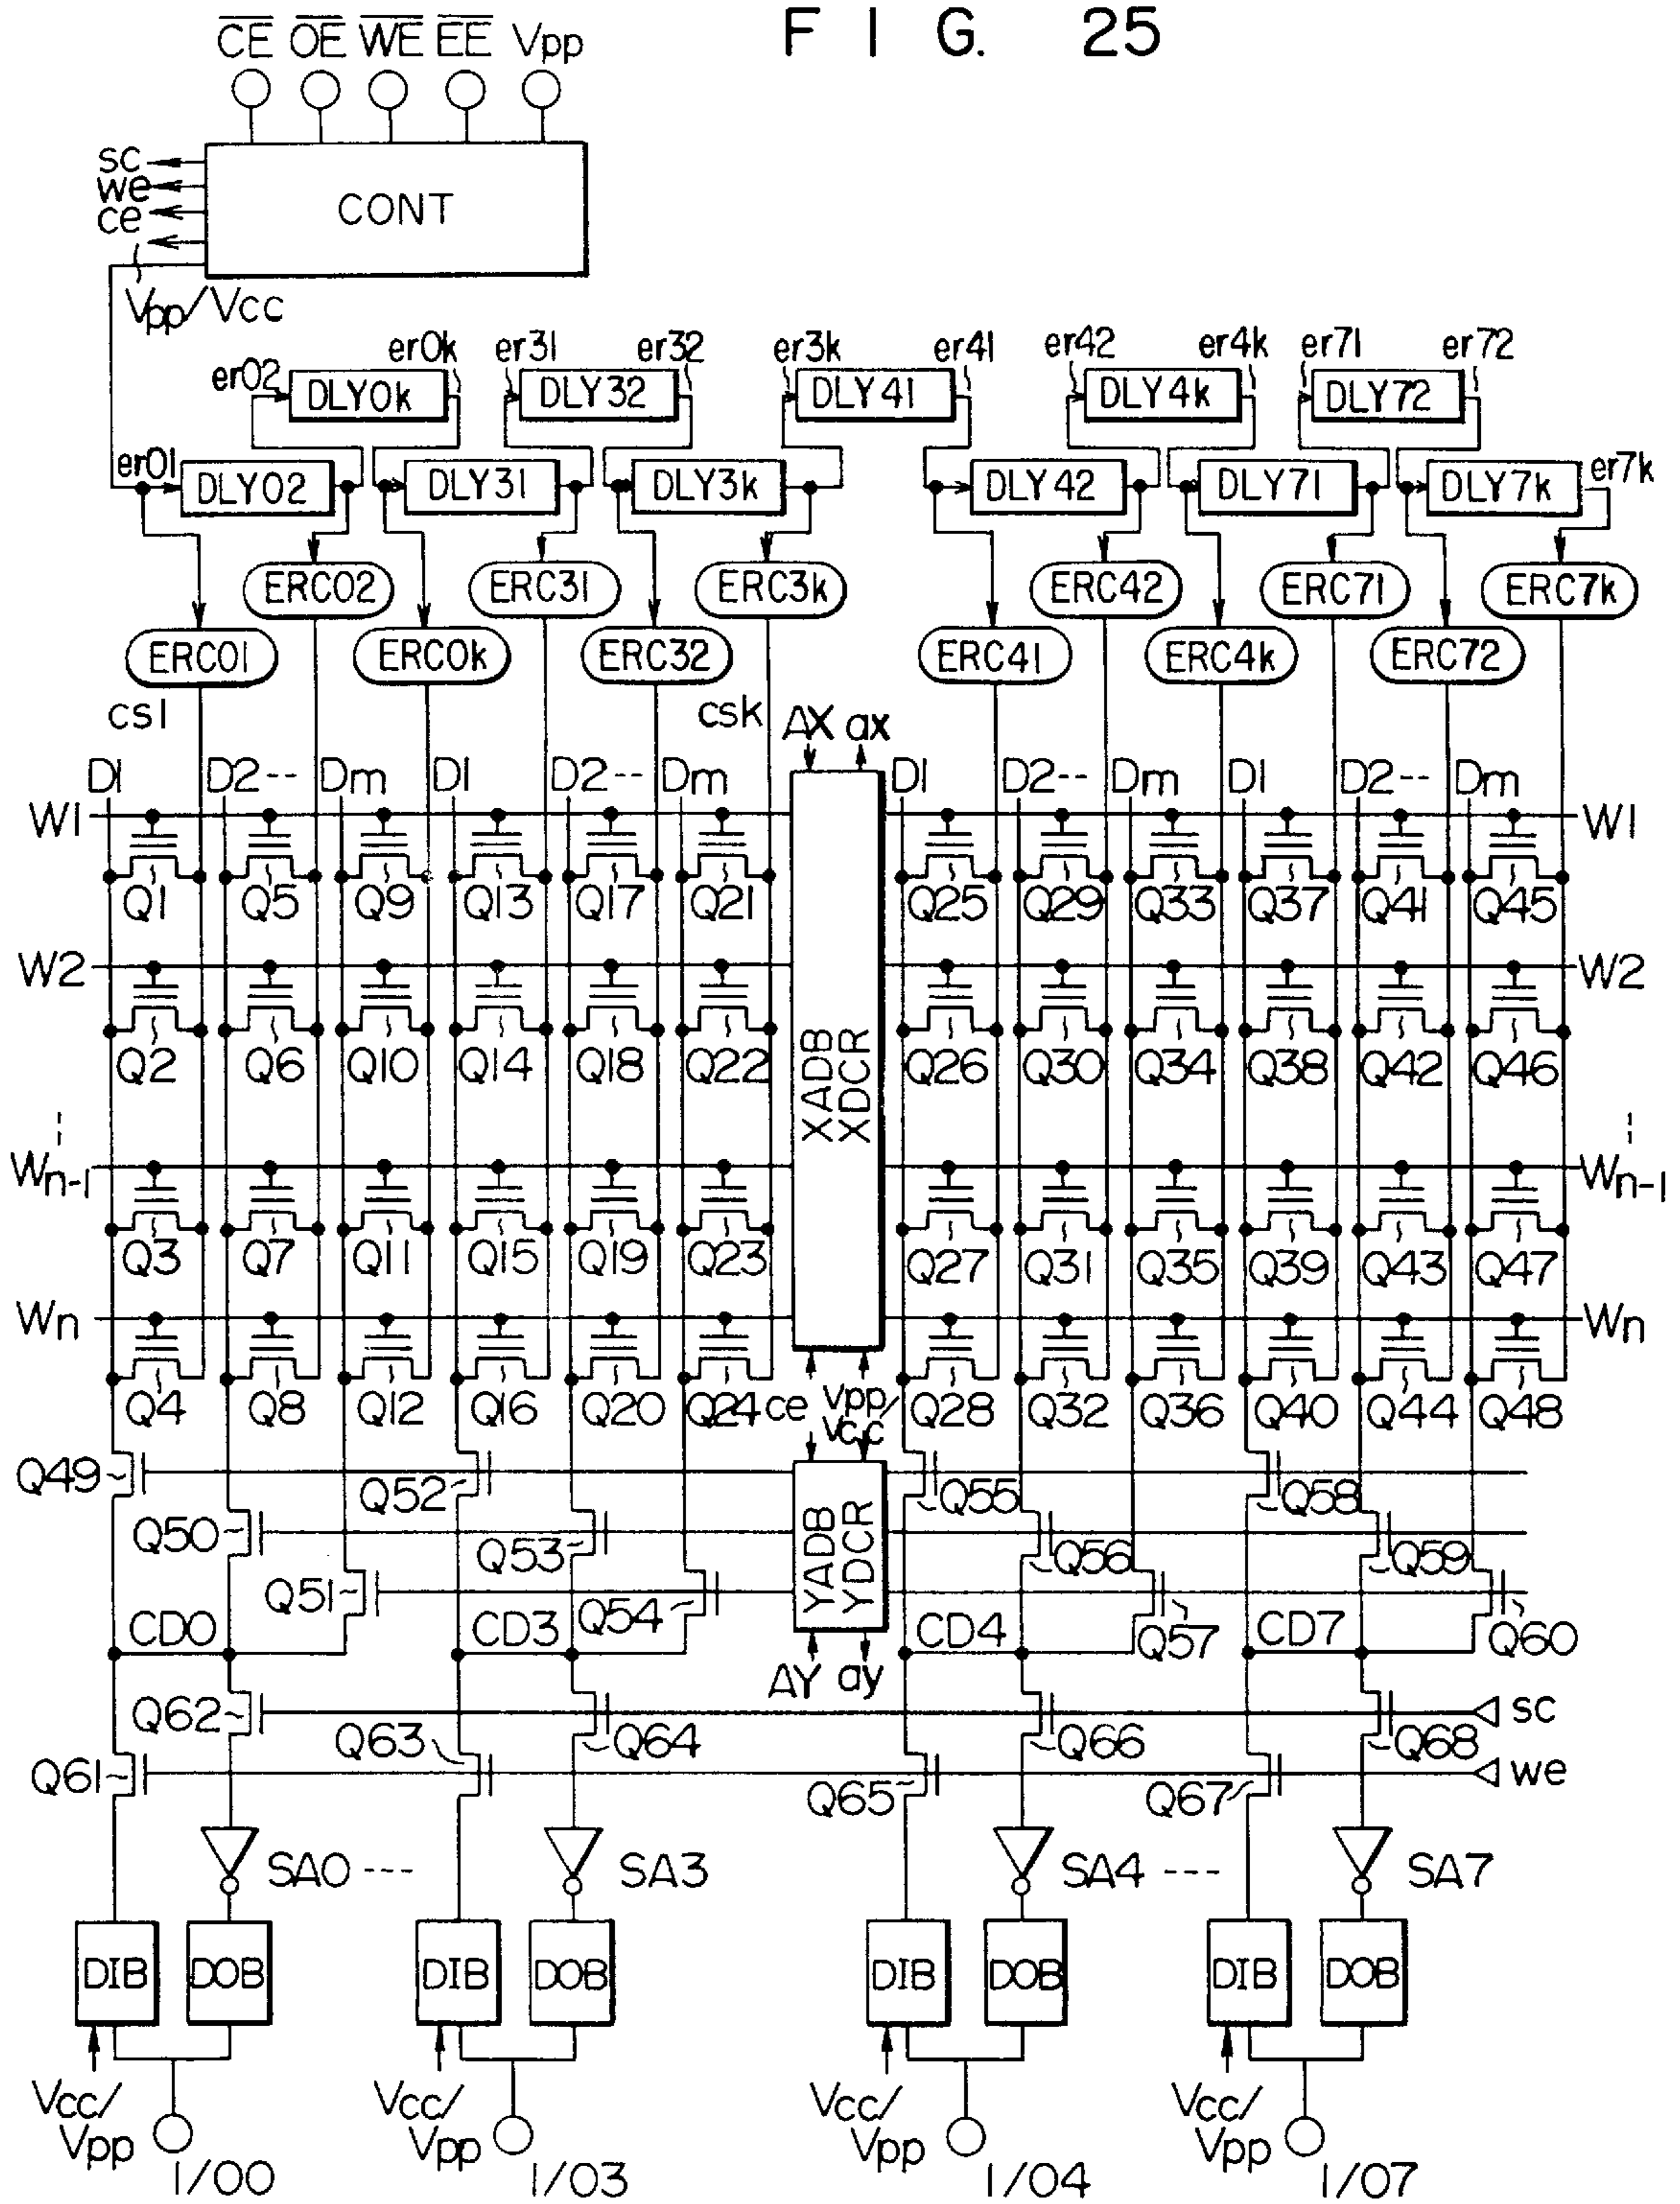 F I G. 25
CE OE WE EE Vpp
sc
we
ce
CONT
Vpp/Vcc
er02 er0k er31 er32 er3k er41 er42 er4k er71 er72
DLY0k DLY32 DLY41 DLY4k DLY72
er01 DLY02 DLY31 DLY3k DLY42 DLY71 DLY7k er7k
ERC02 ERC31 ERC3k ERC42 ERC71 ERC7k
ERC01 ERC0k ERC32 ERC41 ERC4k ERC72
cs1 csk AX ax
D1 D2-- Dm D1 D2-- Dm D1 D2-- Dm D1 D2-- Dm
W1 W1
Q1 Q5 Q9 Q13 Q17 Q21 Q25 Q29 Q33 Q37 Q41 Q45
W2 W2
Q2 Q6 Q10 Q14 Q18 Q22 Q26 Q30 Q34 Q38 Q42 Q46
XADB
XDCR
Wn-1 Wn-1
Q3 Q7 Q11 Q15 Q19 Q23 Q27 Q31 Q35 Q39 Q43 Q47
Wn Wn
Q4 Q8 Q12 Q16 Q20 Q24 ce Vpp/Vcc Q28 Q32 Q36 Q40 Q44 Q48
Q49 Q52 Q55 Q58
Q50 Q53 Q56 Q59
YADB
YDCR
Q51 Q54 Q57 Q60
CD0 CD3 CD4 CD7
AY ay
Q62 Q64 Q66 Q68 sc
Q61 Q63 Q65 Q67 we
SA0 --- SA3 SA4 --- SA7
DIB DOB DIB DOB DIB DOB DIB DOB
Vcc/ Vcc/ Vcc/ Vcc/
Vpp Vpp Vpp Vpp
I/O0 I/O3 I/O4 I/O7